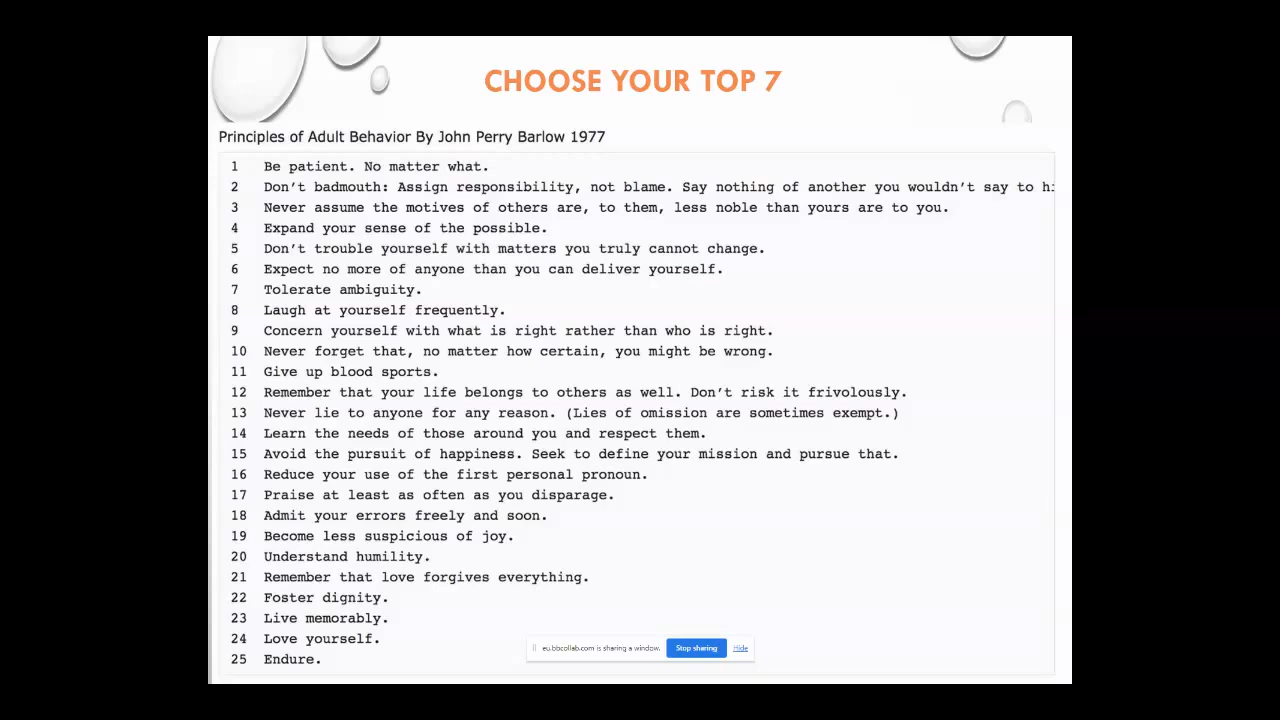 CHOOSE YOUR TOP 7
Principles of Adult Behavior By John Perry Barlow 1977
1 Be patient. No matter what.
2 Don’t badmouth: Assign responsibility, not blame. Say nothing of another you wouldn’t say to
3 Never assume the motives of others are, to them, less noble than yours are to you.
4 Expand your sense of the possible.
5 Don’t trouble yourself with matters you truly cannot change.
6 Expect no more of anyone than you can deliver yourself.
7 Tolerate ambiguity.
8 Laugh at yourself frequently.
9 Concern yourself with what is right rather than who is right.
10 Never forget that, no matter how certain, you might be wrong.
11 Give up blood sports.
12 Remember that your life belongs to others as well. Don’t risk it frivolously.
13 Never lie to anyone for any reason. (Lies of omission are sometimes exempt.)
14 Learn the needs of those around you and respect them.
15 Avoid the pursuit of happiness. Seek to define your mission and pursue that.
16 Reduce your use of the first personal pronoun.
17 Praise at least as often as you disparage.
18 Admit your errors freely and soon.
19 Become less suspicious of joy.
20 Understand humility.
21 Remember that love forgives everything.
22 Foster dignity.
23 Live memorably.
24 Love yourself.
25 Endure.
eu.bbcollab.com is sharing a window. Stop sharing Hide